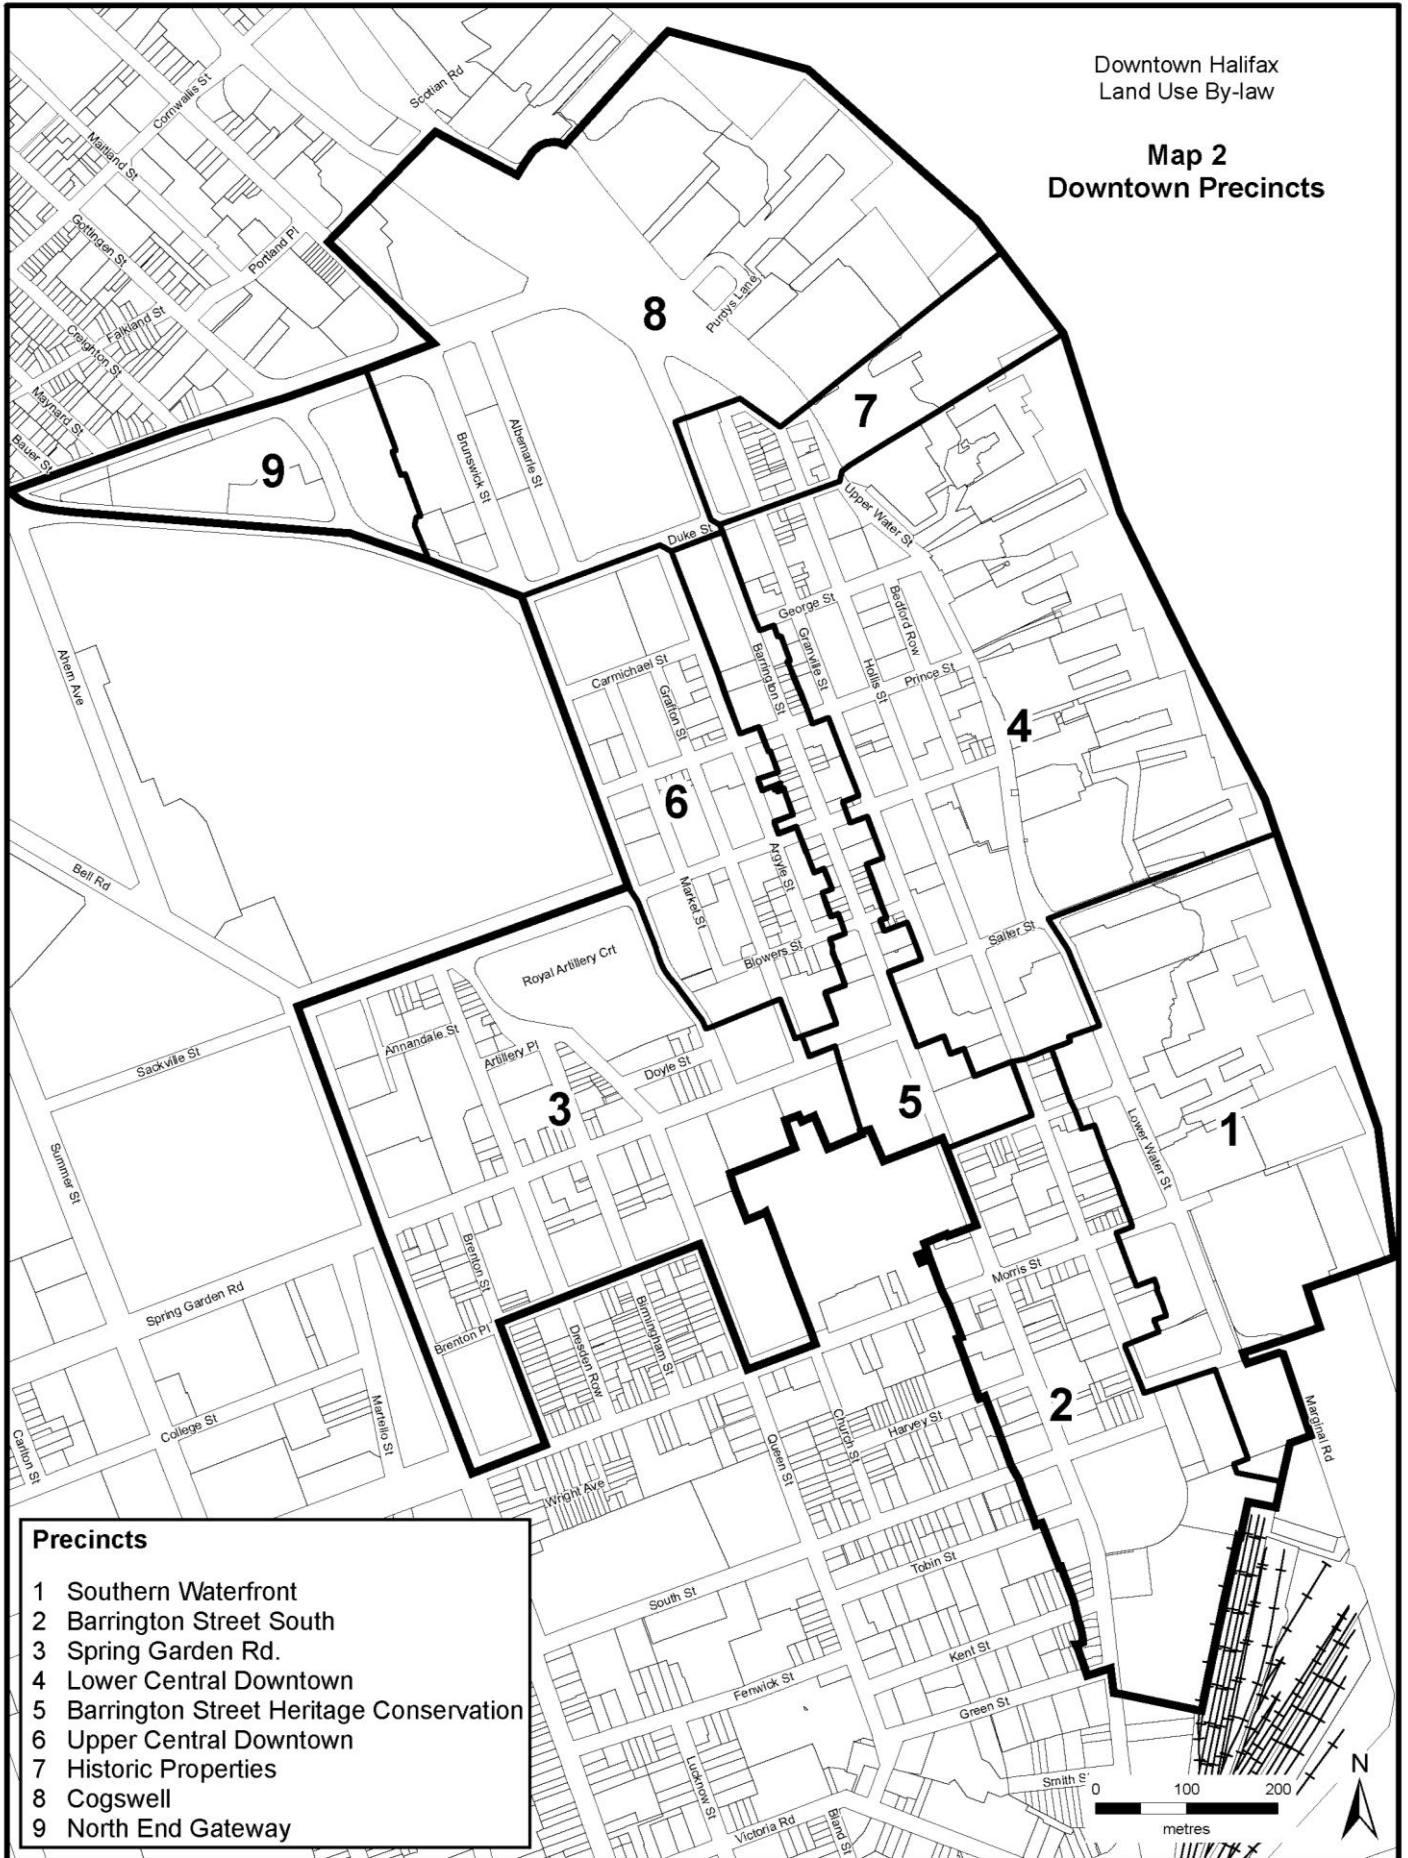 Downtown Halifax
Land Use By-law
Map 2
Downtown Precincts
Scotian Rd
Cornwallis St
Maitland St
Gottingen St
Portland Pl
Falkland St
Creighton St
Maynard St
Bauer St
8
Purdys Lane
7
9
Brunswick St
Albemarle St
Upper Water St
Duke St
George St
Granville St
Bedford Row
Barrington St
Hollis St
Prince St
Carmichael St
Grafton St
Ahern Ave
4
6
Argyle St
Market St
Bell Rd
Blowers St
Salter St
Royal Artillery Crt
Annandale St
Artillery Pl
Doyle St
Sackville St
3
5
1
Lower Water St
Summer St
Brenton St
Morris St
Spring Garden Rd
Brenton Pl
Birmingham St
Dresden Row
2
Martello St
College St
Carlton St
Church St
Harvey St
Queen St
Marginal Rd
Wright Ave
Tobin St
South St
Kent St
Fenwick St
Green St
Lucknow St
Smith S
Victoria Rd
Bland St
Precincts
1 Southern Waterfront
2 Barrington Street South
3 Spring Garden Rd.
4 Lower Central Downtown
5 Barrington Street Heritage Conservation
6 Upper Central Downtown
7 Historic Properties
8 Cogswell
9 North End Gateway
N
0 100 200
metres